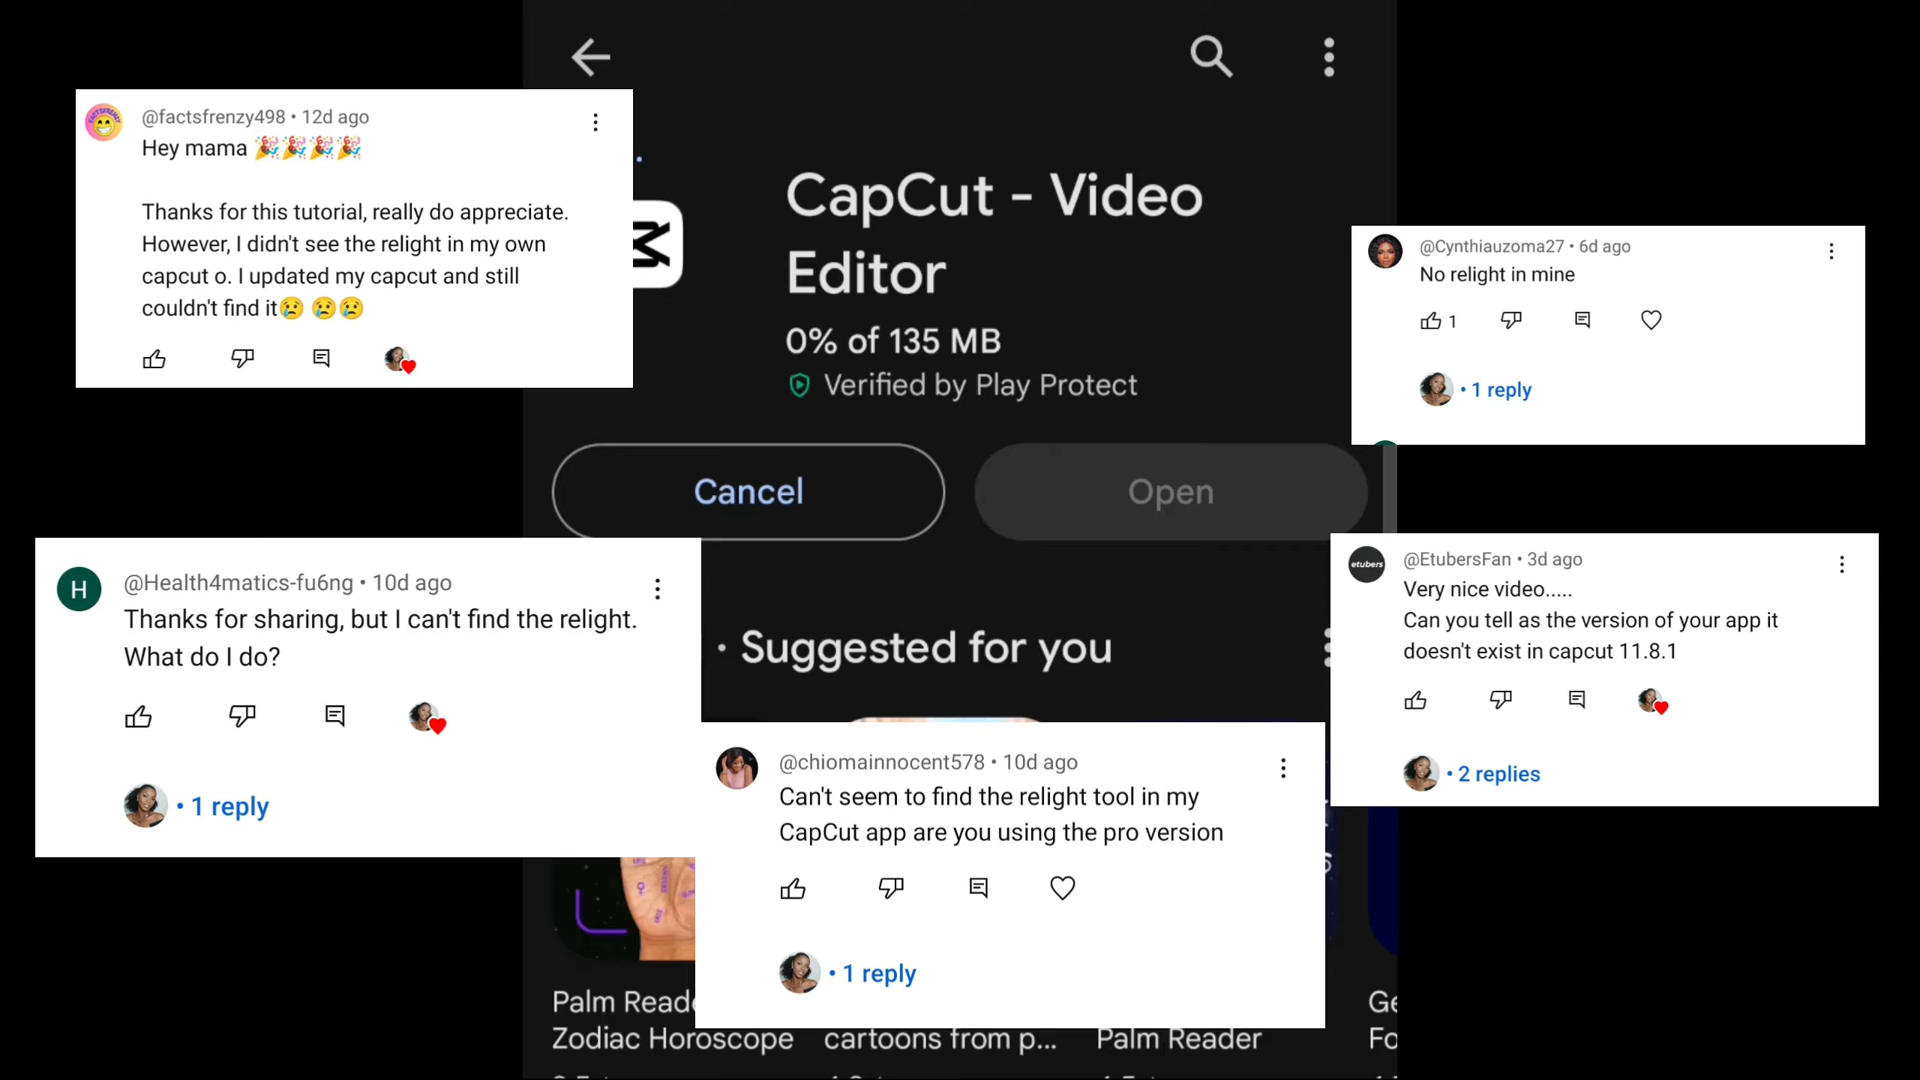 @factsfrenzy498 • 12d ago
Hey mama 🎉🎉🎉🎉
Thanks for this tutorial, really do appreciate.
However, I didn't see the relight in my own
capcut o. I updated my capcut and still
couldn't find it😢 😢😢
CapCut - Video
Editor
0% of 135 MB
Verified by Play Protect
Cancel
Open
@Cynthiauzoma27 • 6d ago
No relight in mine
1
• 1 reply
H
@Health4matics-fu6ng • 10d ago
Thanks for sharing, but I can't find the relight.
What do I do?
• 1 reply
• Suggested for you
etubers
@EtubersFan • 3d ago
Very nice video.....
Can you tell as the version of your app it
doesn't exist in capcut 11.8.1
• 2 replies
@chiomainnocent578 • 10d ago
Can't seem to find the relight tool in my
CapCut app are you using the pro version
• 1 reply
Palm
Zodiac Horoscope
cartoons from p...
Palm Reader